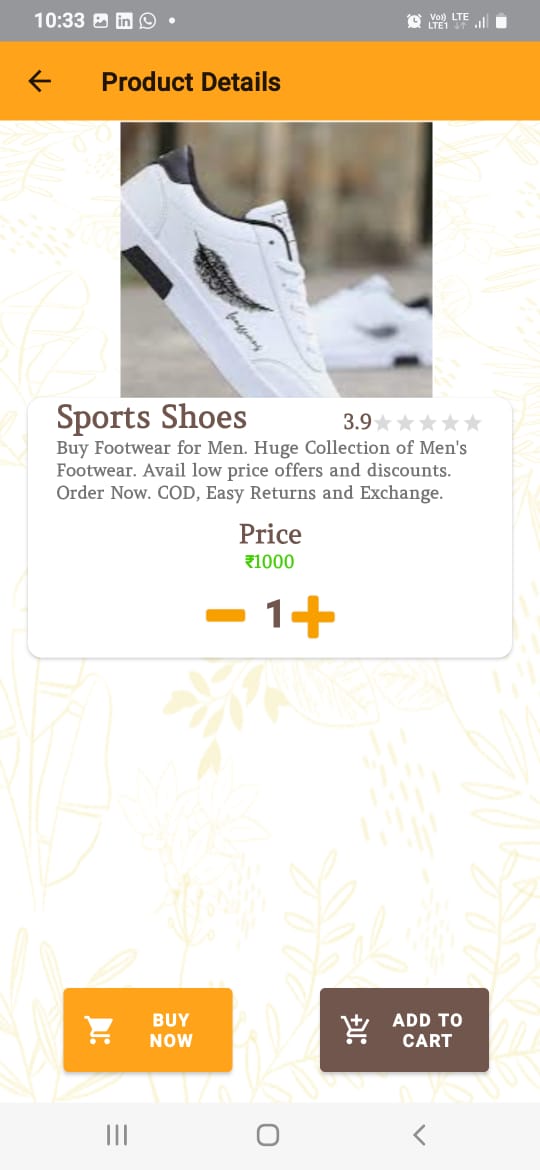 10:33
Vo)) LTE
LTE1
Product Details
Sports Shoes
3.9
Buy Footwear for Men. Huge Collection of Men's
Footwear. Avail low price offers and discounts.
Order Now. COD, Easy Returns and Exchange.
Price
₹1000
1
BUY
NOW
ADD TO
CART